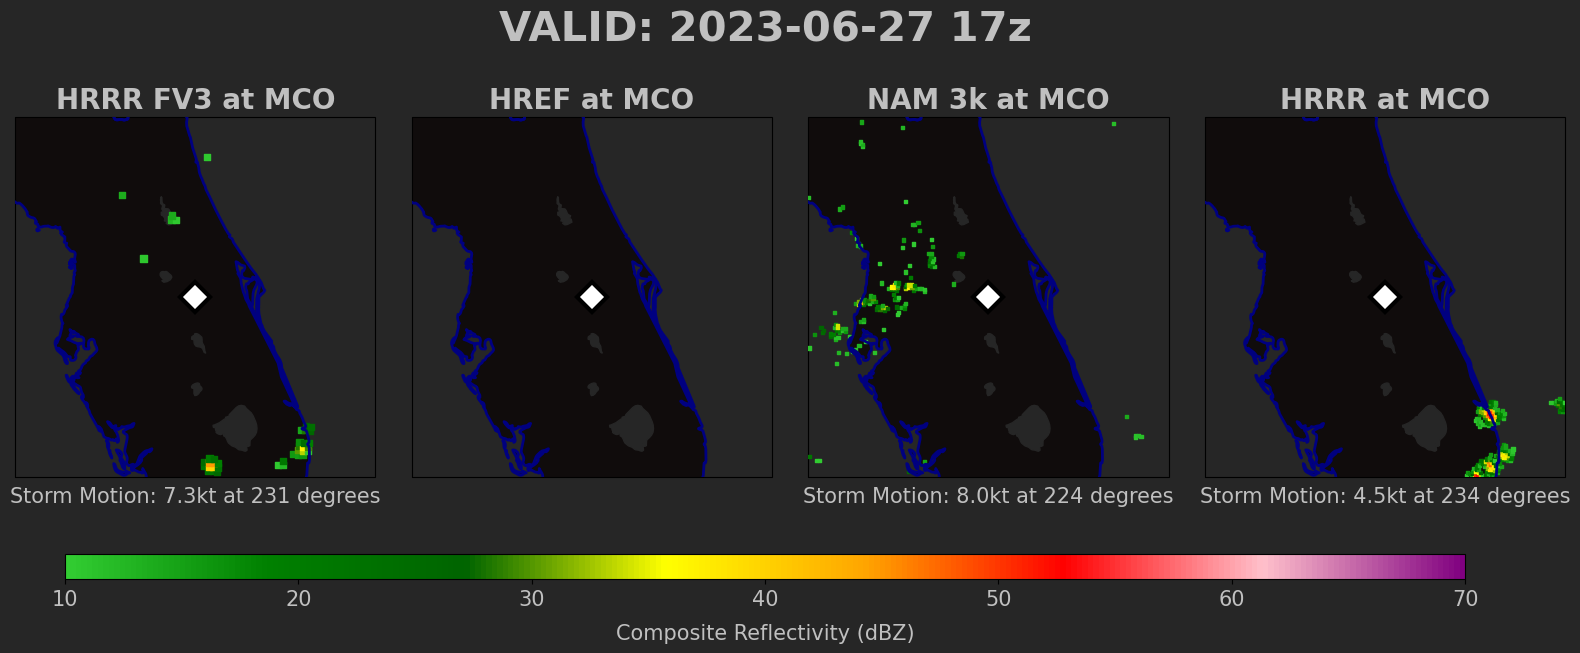 VALID: 2023-06-27 17z
HRRR FV3 at MCO
HREF at MCO
NAM 3k at MCO
HRRR at MCO
Storm Motion: 7.3kt at 231 degrees
Storm Motion: 8.0kt at 224 degrees
Storm Motion: 4.5kt at 234 degrees
10 20 30 40 50 60 70
Composite Reflectivity (dBZ)